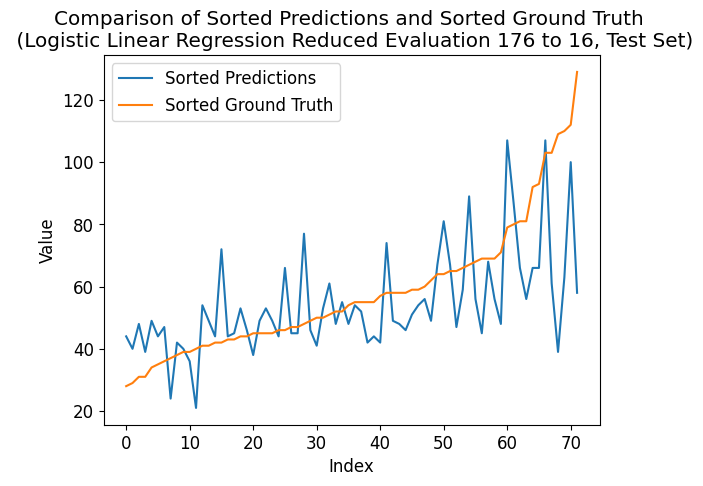 Comparison of Sorted Predictions and Sorted Ground Truth
(Logistic Linear Regression Reduced Evaluation 176 to 16, Test Set)
Sorted Predictions
Sorted Ground Truth
120
100
80
60
40
20
Value
0 10 20 30 40 50 60 70
Index